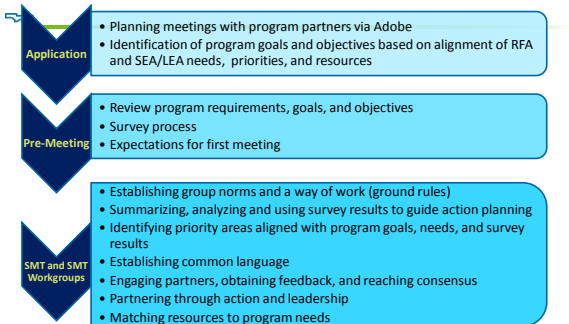 • Planning meetings with program partners via Adobe
• Identification of program goals and objectives based on alignment of RFA
and SEA/LEA needs, priorities, and resources
Application
• Review program requirements, goals, and objectives
• Survey process
• Expectations for first meeting
Pre-Meeting
• Establishing group norms and a way of work (ground rules)
• Summarizing, analyzing and using survey results to guide action planning
• Identifying priority areas aligned with program goals, needs, and survey
results
• Establishing common language
• Engaging partners, obtaining feedback, and reaching consensus
• Partnering through action and leadership
• Matching resources to program needs
SMT and SMT
Workgroups